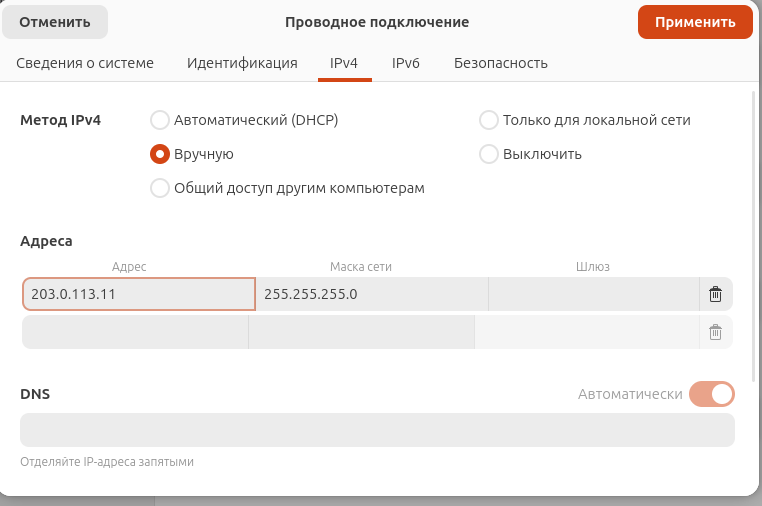 Отменить Проводное подключение Применить
Сведения о системе Идентификация IPv4 IPv6 Безопасность
Метод IPv4 Автоматический (DHCP) Только для локальной сети
Вручную Выключить
Общий доступ другим компьютерам
Адреса
Адрес Маска сети Шлюз
203.0.113.11 255.255.255.0
DNS Автоматически
Отделяйте IP-адреса запятыми